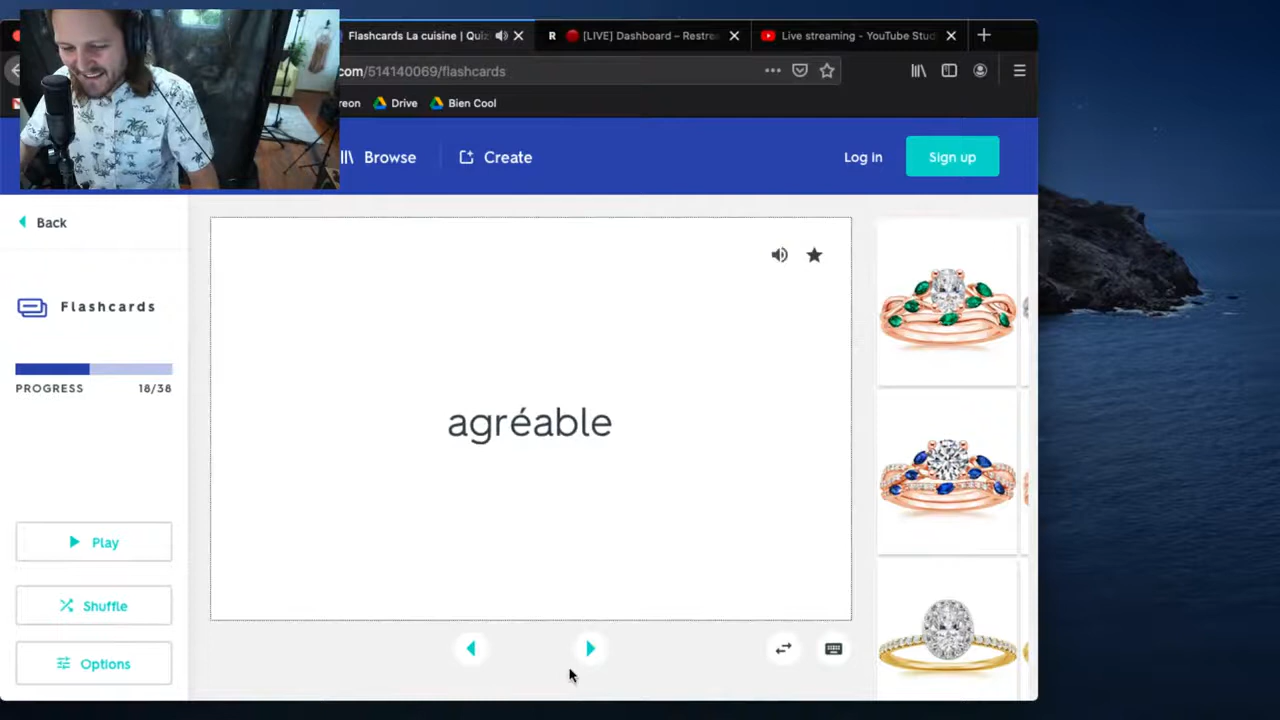 Flashcards La cuisine | Quiz
R [LIVE] Dashboard – Restre
Live streaming - YouTube Stud
com/514140069/flashcards
reon Drive Bien Cool
Browse Create Log in Sign up
Back
Flashcards
PROGRESS 18/38
agréable
Play
Shuffle
Options